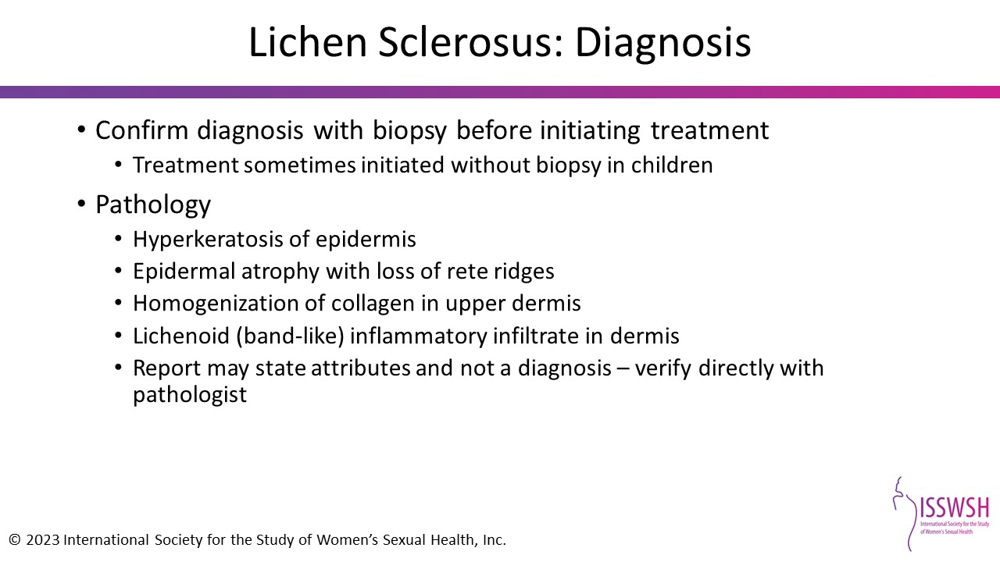 Lichen Sclerosus: Diagnosis
• Confirm diagnosis with biopsy before initiating treatment
• Treatment sometimes initiated without biopsy in children
• Pathology
• Hyperkeratosis of epidermis
• Epidermal atrophy with loss of rete ridges
• Homogenization of collagen in upper dermis
• Lichenoid (band-like) inflammatory infiltrate in dermis
• Report may state attributes and not a diagnosis – verify directly with
pathologist
ISSWSH
International Society for the Study
of Women's Sexual Health
© 2023 International Society for the Study of Women’s Sexual Health, Inc.